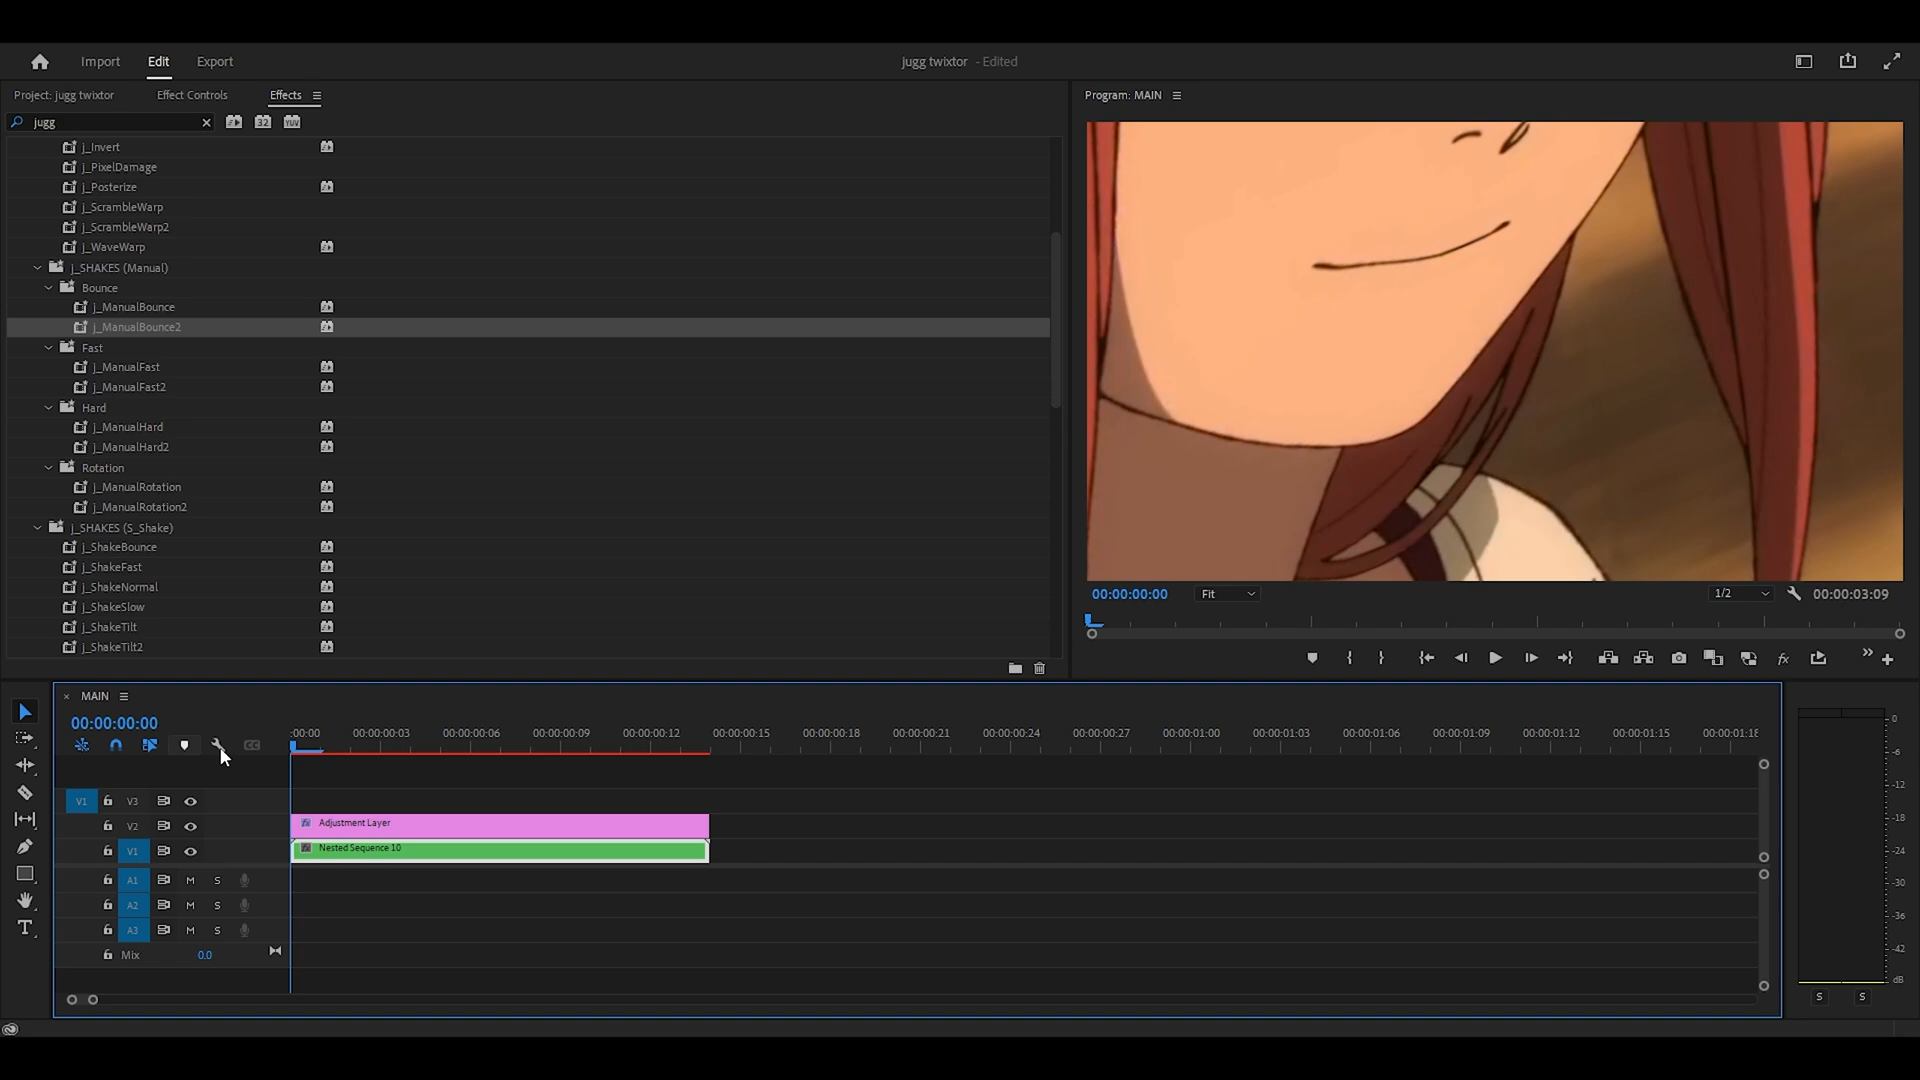 Import
Edit
Export
jugg twixtor - Edited
Project: jugg twixtor
Effect Controls
Effects
Program: MAIN
jugg
32
YUV
j_Invert
j_PixelDamage
j_Posterize
j_ScrambleWarp
j_ScrambleWarp2
j_WaveWarp
j_SHAKES (Manual)
Bounce
j_ManualBounce
j_ManualBounce2
Fast
j_ManualFast
j_ManualFast2
Hard
j_ManualHard
j_ManualHard2
Rotation
j_ManualRotation
j_ManualRotation2
j_SHAKES (S_Shake)
j_ShakeBounce
j_ShakeFast
j_ShakeNormal
j_ShakeSlow
j_ShakeTilt
j_ShakeTilt2
00:00:00:00
Fit
1/2
00:00:03:09
fx
MAIN
00:00:00:00
CC
:00:00
00:00:00:03
00:00:00:06
00:00:00:09
00:00:00:12
00:00:00:15
00:00:00:18
00:00:00:21
00:00:00:24
00:00:00:27
00:00:01:00
00:00:01:03
00:00:01:06
00:00:01:09
00:00:01:12
00:00:01:15
00:00:01:18
V1
V3
V2
Adjustment Layer
V1
Nested Sequence 10
A1
M
S
A2
M
S
A3
M
S
Mix
0.0
0
-6
-12
-18
-24
-30
-36
-42
dB
S
S